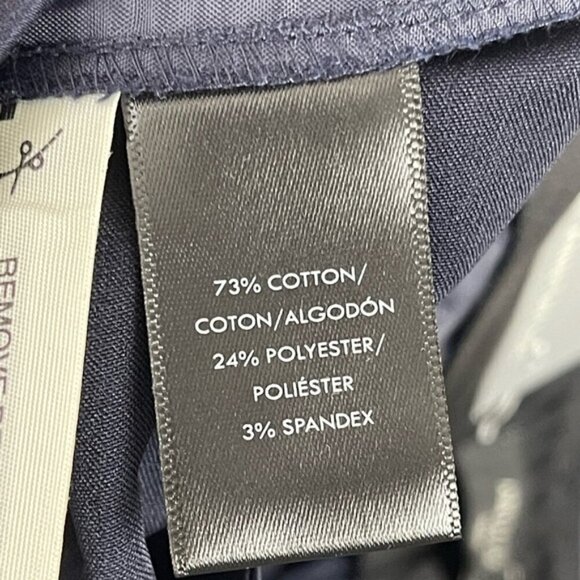 73% COTTON/
COTON/ALGODÓN
24% POLYESTER/
POLIÉSTER
3% SPANDEX
REMOVE